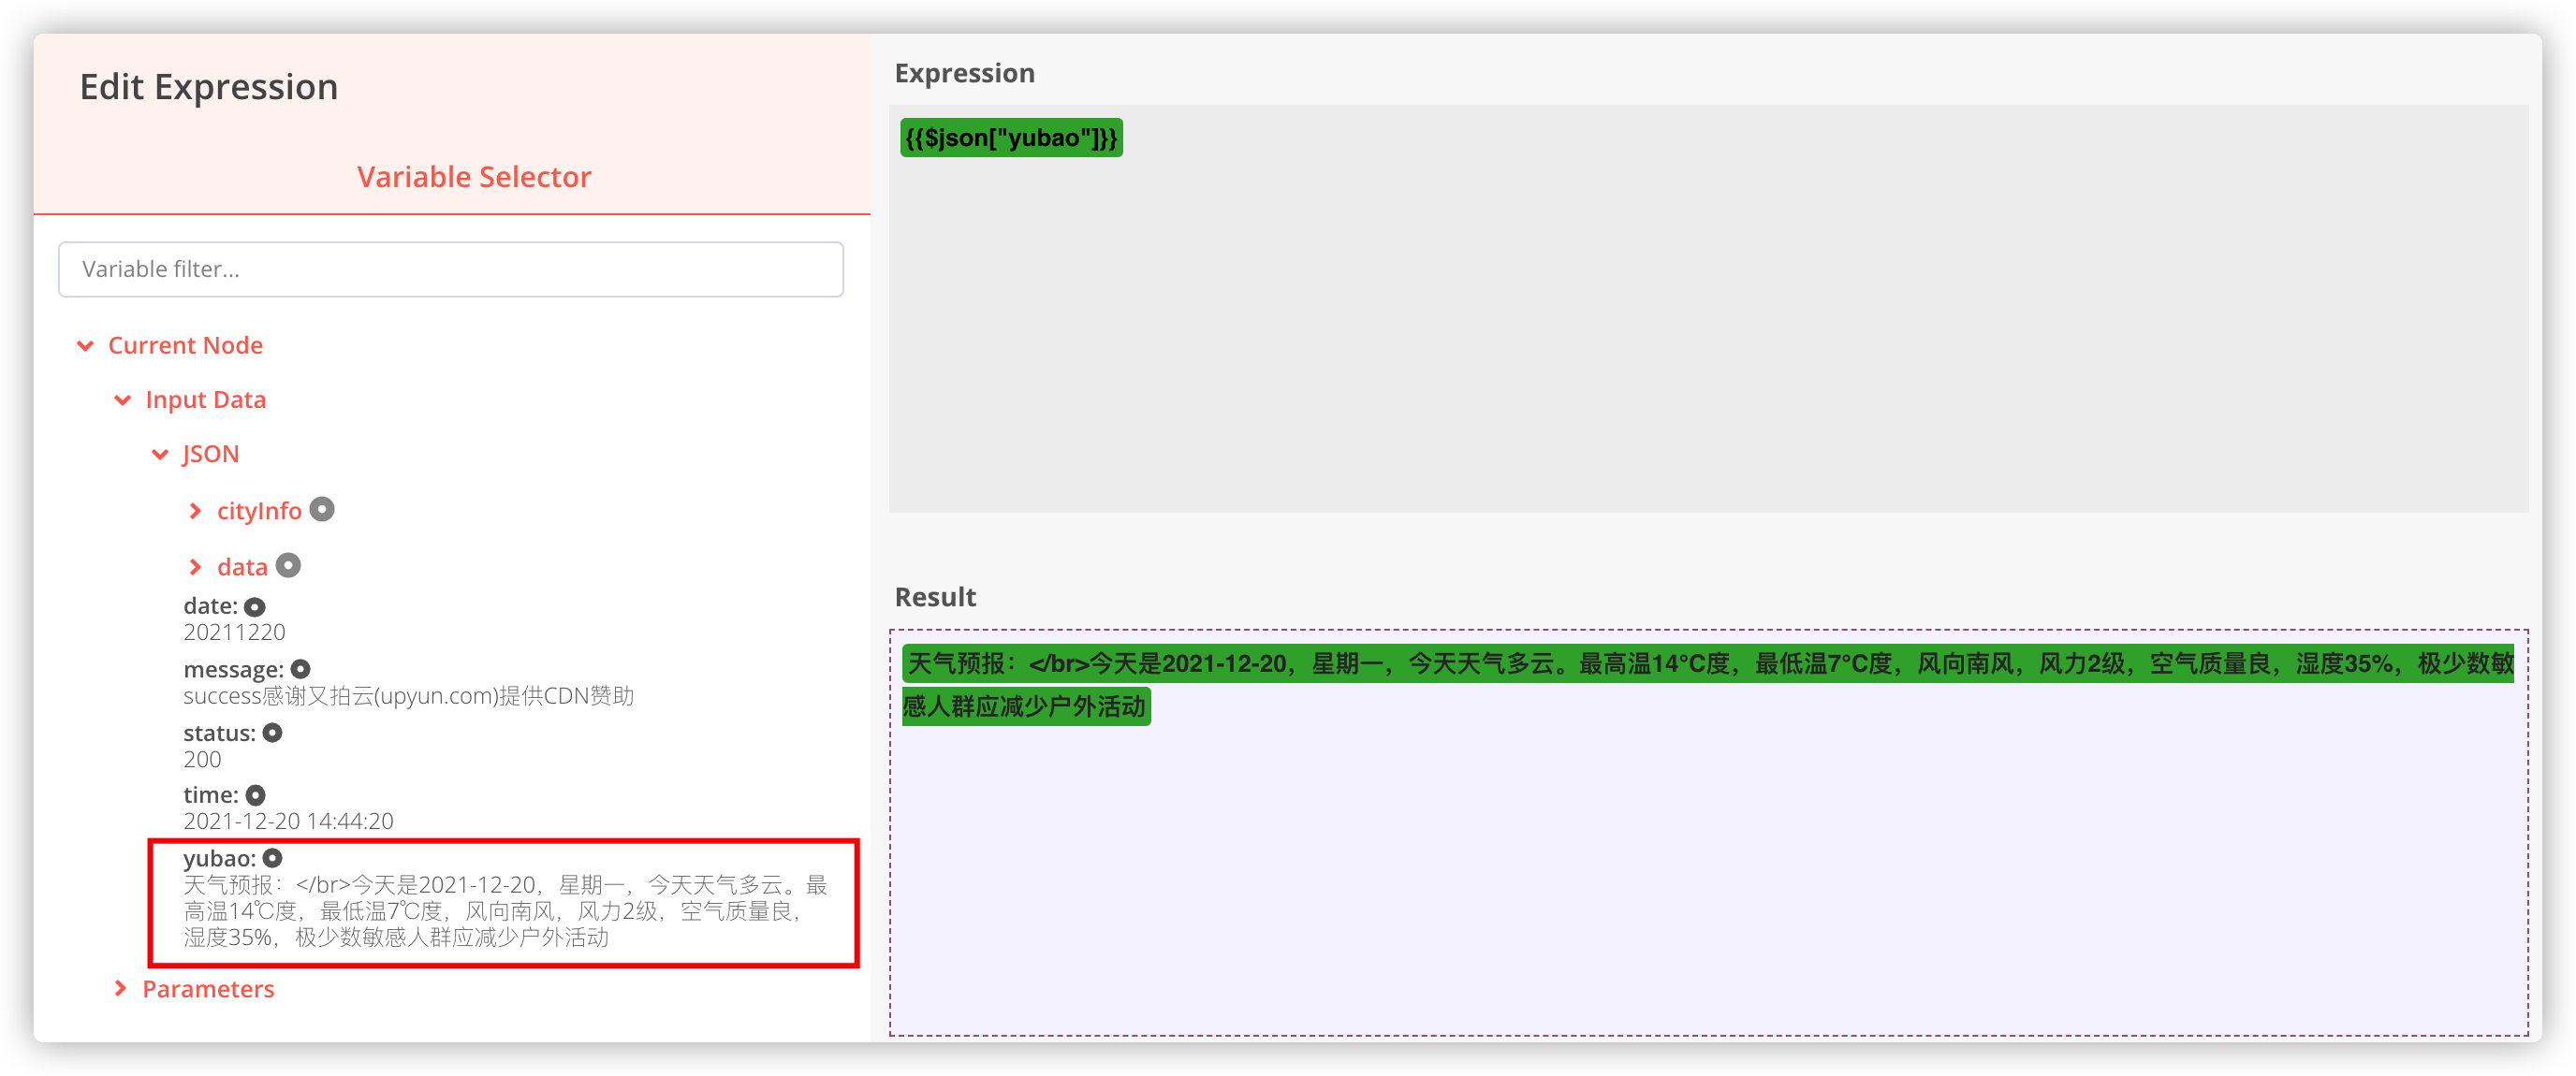 Edit Expression
Variable Selector
Variable filter...
Current Node
Input Data
JSON
cityInfo
data
date:
20211220
message:
success感谢又拍云(upyun.com)提供CDN赞助
status:
200
time:
2021-12-20 14:44:20
yubao:
天气预报：</br>今天是2021-12-20，星期一，今天天气多云。最
高温14℃度，最低温7℃度，风向南风，风力2级，空气质量良，
湿度35%，极少数敏感人群应减少户外活动
Parameters
Expression
{{$json["yubao"]}}
Result
天气预报：</br>今天是2021-12-20，星期一，今天天气多云。最高温14℃度，最低温7℃度，风向南风，风力2级，空气质量良，湿度35%，极少数敏
感人群应减少户外活动